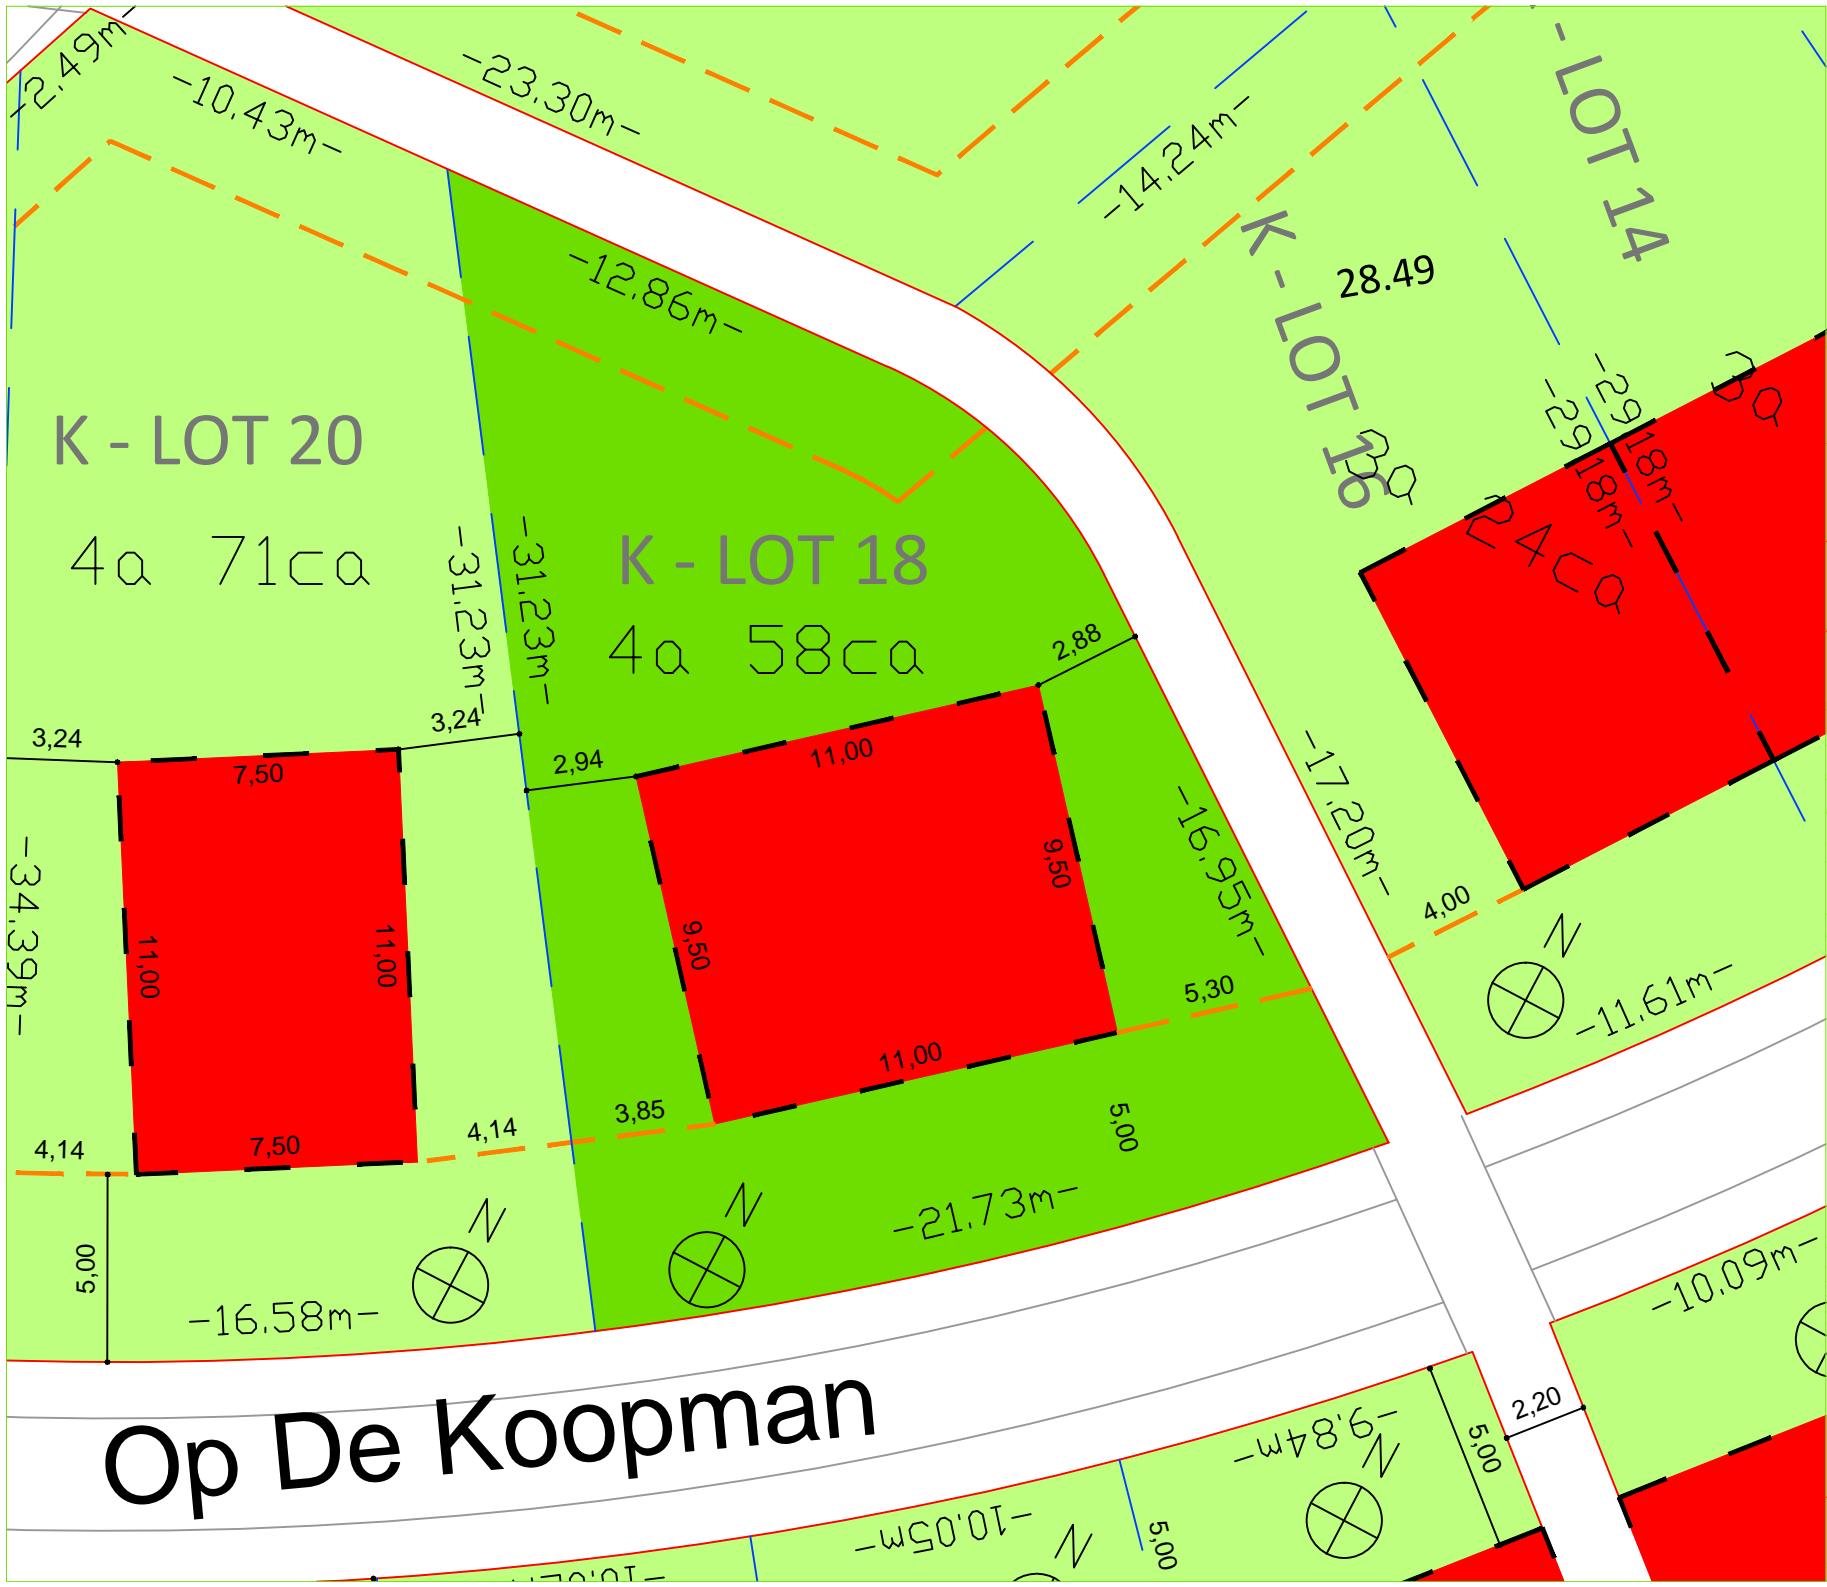 -2.49m-
-10.43m-
-23.30m-
-14.24m-
K - LOT 14
-12.86m-
K - LOT 16
28.49
K - LOT 20
4a 71ca
-31.23m-
-31.23m-
K - LOT 18
4a 58ca
-29.18m-
-29.18m-
3a
3a
24ca
2,88
3,24
3,24
2,94
7,50
11,00
11,00
7,50
11,00
9,50
9,50
11,00
-34.39m-
-16.95m-
-17.20m-
4,00
5,30
3,85
4,14
4,14
5,00
5,00
N
N
N
-11.61m-
-21.73m-
-16.58m-
-10.09m-
Op De Koopman
2,20
5,00
-9.84m-
N
-10.05m-
N
5,00